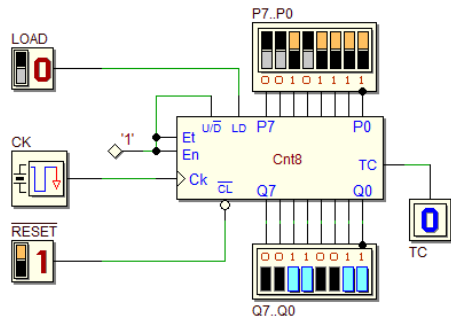 P7..P0
LOAD
0
0 0 1 0 1 1 1 1
U/D LD P7 P0
'1'
Et
En
Cnt8
TC
CK
Ck
CL Q7 Q0
0
TC
RESET
1
0 0 1 1 0 0 1 1
Q7..Q0